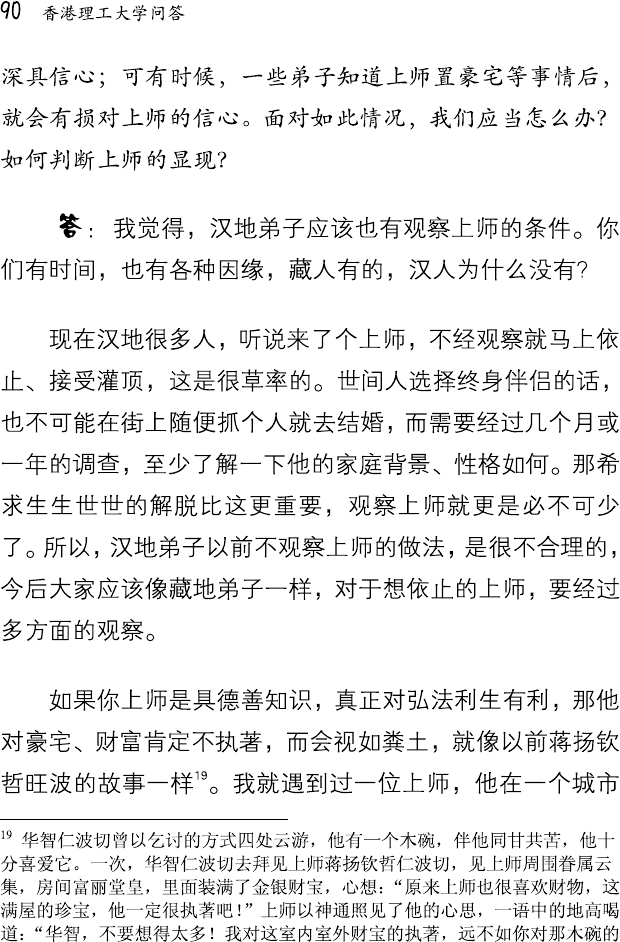 90 香港理工大学问答
深具信心；可有时候，一些弟子知道上师置豪宅等事情后，
就会有损对上师的信心。面对如此情况，我们应当怎么办？
如何判断上师的显现？
答：我觉得，汉地弟子应该也有观察上师的条件。你
们有时间，也有各种因缘，藏人有的，汉人为什么没有？
现在汉地很多人，听说来了个上师，不经观察就马上依
止、接受灌顶，这是很草率的。世间人选择终身伴侣的话，
也不可能在街上随便抓个人就去结婚，而需要经过几个月或
一年的调查，至少了解一下他的家庭背景、性格如何。那希
求生生世世的解脱比这更重要，观察上师就更是必不可少
了。所以，汉地弟子以前不观察上师的做法，是很不合理的，
今后大家应该像藏地弟子一样，对于想依止的上师，要经过
多方面的观察。
如果你上师是具德善知识，真正对弘法利生有利，那他
对豪宅、财富肯定不执著，而会视如粪土，就像以前蒋扬钦
哲旺波的故事一样19。我就遇到过一位上师，他在一个城市
19 华智仁波切曾以乞讨的方式四处云游，他有一个木碗，伴他同甘共苦，他十
分喜爱它。一次，华智仁波切去拜见上师蒋扬钦哲仁波切，见上师周围眷属云
集，房间富丽堂皇，里面装满了金银财宝，心想：“原来上师也很喜欢财物，这
满屋的珍宝，他一定很执著吧！”上师以神通照见了他的心思，一语中的地高喝
道：“华智，不要想得太多！我对这室内室外财宝的执著，远不如你对那木碗的